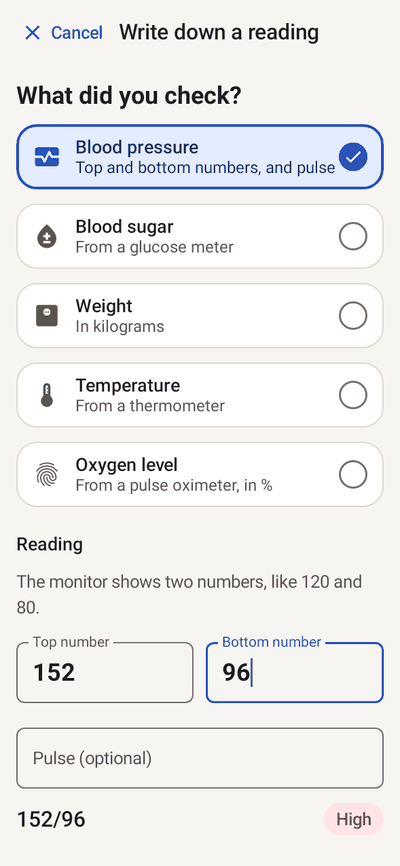 Cancel
Write down a reading
What did you check?
Blood pressure
Top and bottom numbers, and pulse
Blood sugar
From a glucose meter
Weight
In kilograms
Temperature
From a thermometer
Oxygen level
From a pulse oximeter, in %
Reading
The monitor shows two numbers, like 120 and
80.
Top number
152
Bottom number
96
Pulse (optional)
152/96
High